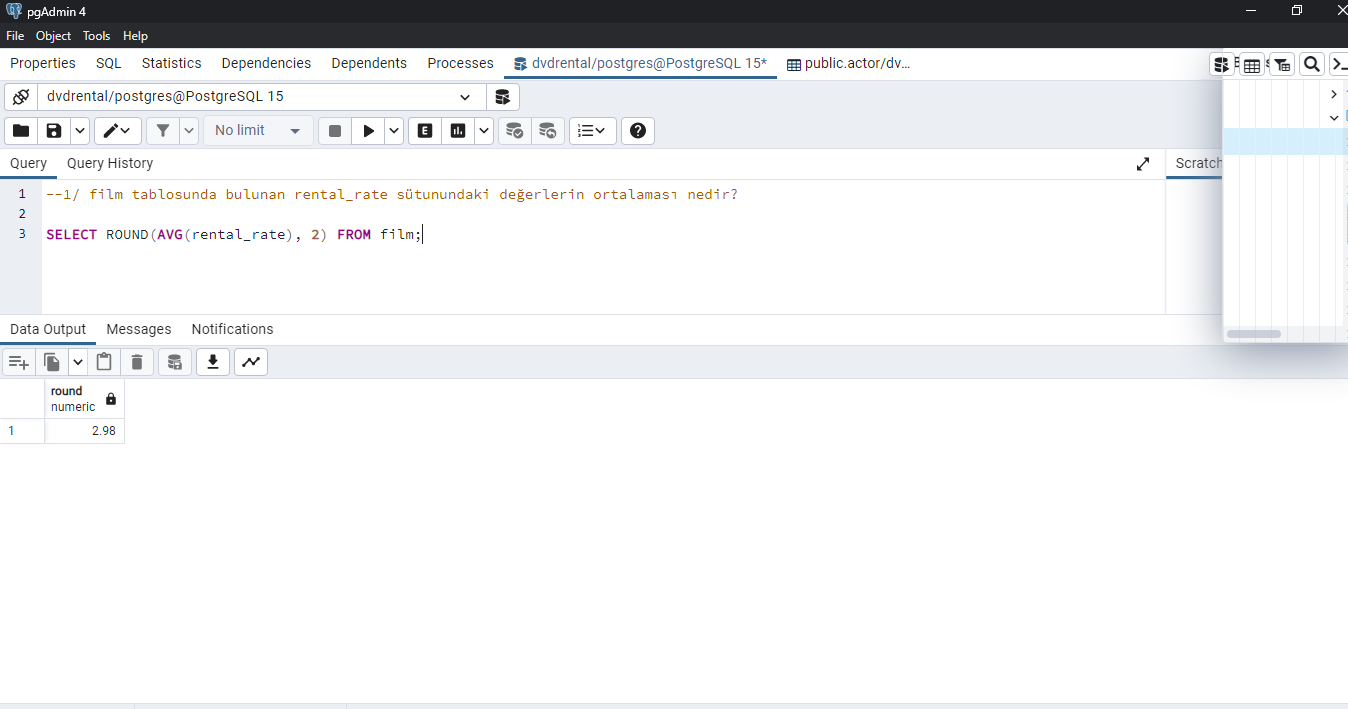 pgAdmin 4
File Object Tools Help
Properties SQL Statistics Dependencies Dependents Processes dvdrental/postgres@PostgreSQL 15* public.actor/dv...
dvdrental/postgres@PostgreSQL 15
No limit
Query Query History
Scratch
1 --1/ film tablosunda bulunan rental_rate sütunundaki değerlerin ortalaması nedir?
2
3 SELECT ROUND(AVG(rental_rate), 2) FROM film;
Data Output Messages Notifications
round
numeric
1 2.98